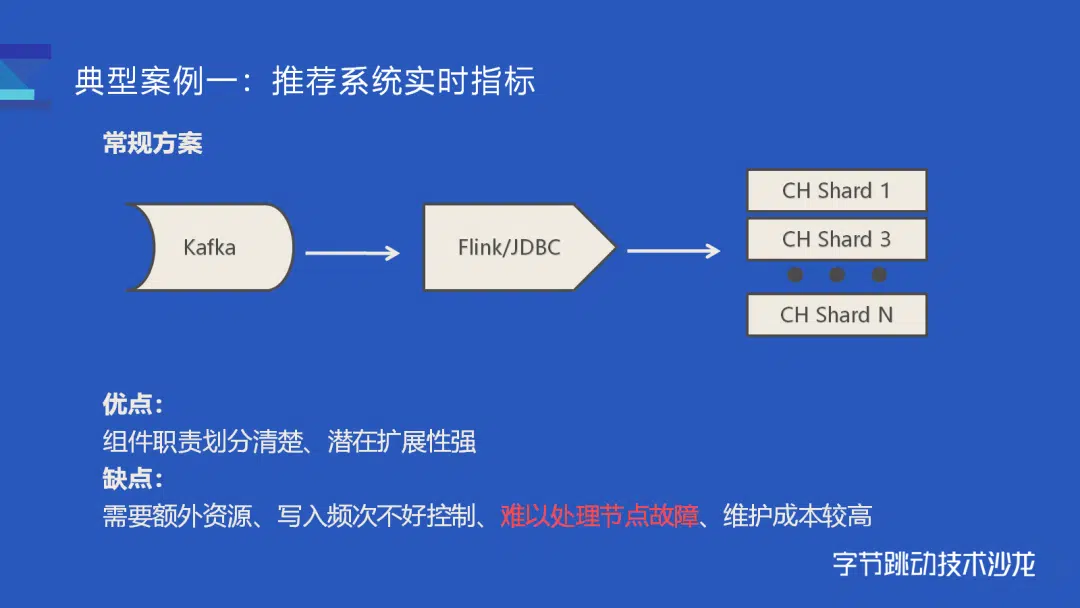 典型案例一：推荐系统实时指标
常规方案
Kafka
Flink/JDBC
CH Shard 1
CH Shard 3
CH Shard N
优点：
组件职责划分清楚、潜在扩展性强
缺点：
需要额外资源、写入频次不好控制、难以处理节点故障、维护成本较高
字节跳动技术沙龙